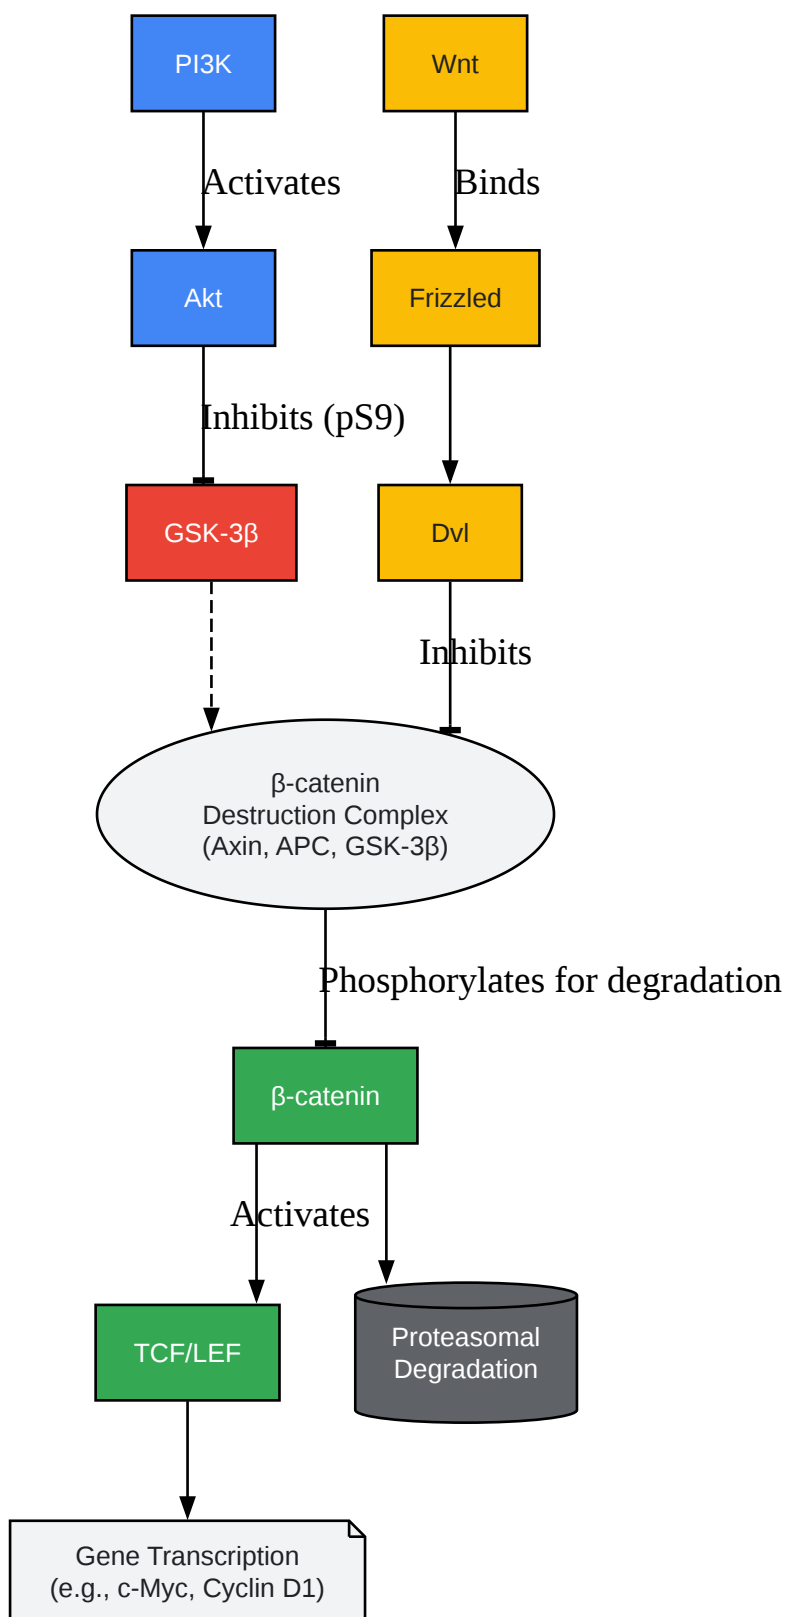 PI3K
Wnt
Activates
Binds
Akt
Frizzled
Inhibits (pS9)
GSK-3β
Dvl
Inhibits
β-catenin
Destruction Complex
(Axin, APC, GSK-3β)
Phosphorylates for degradation
β-catenin
Activates
TCF/LEF
Proteasomal
Degradation
Gene Transcription
(e.g., c-Myc, Cyclin D1)